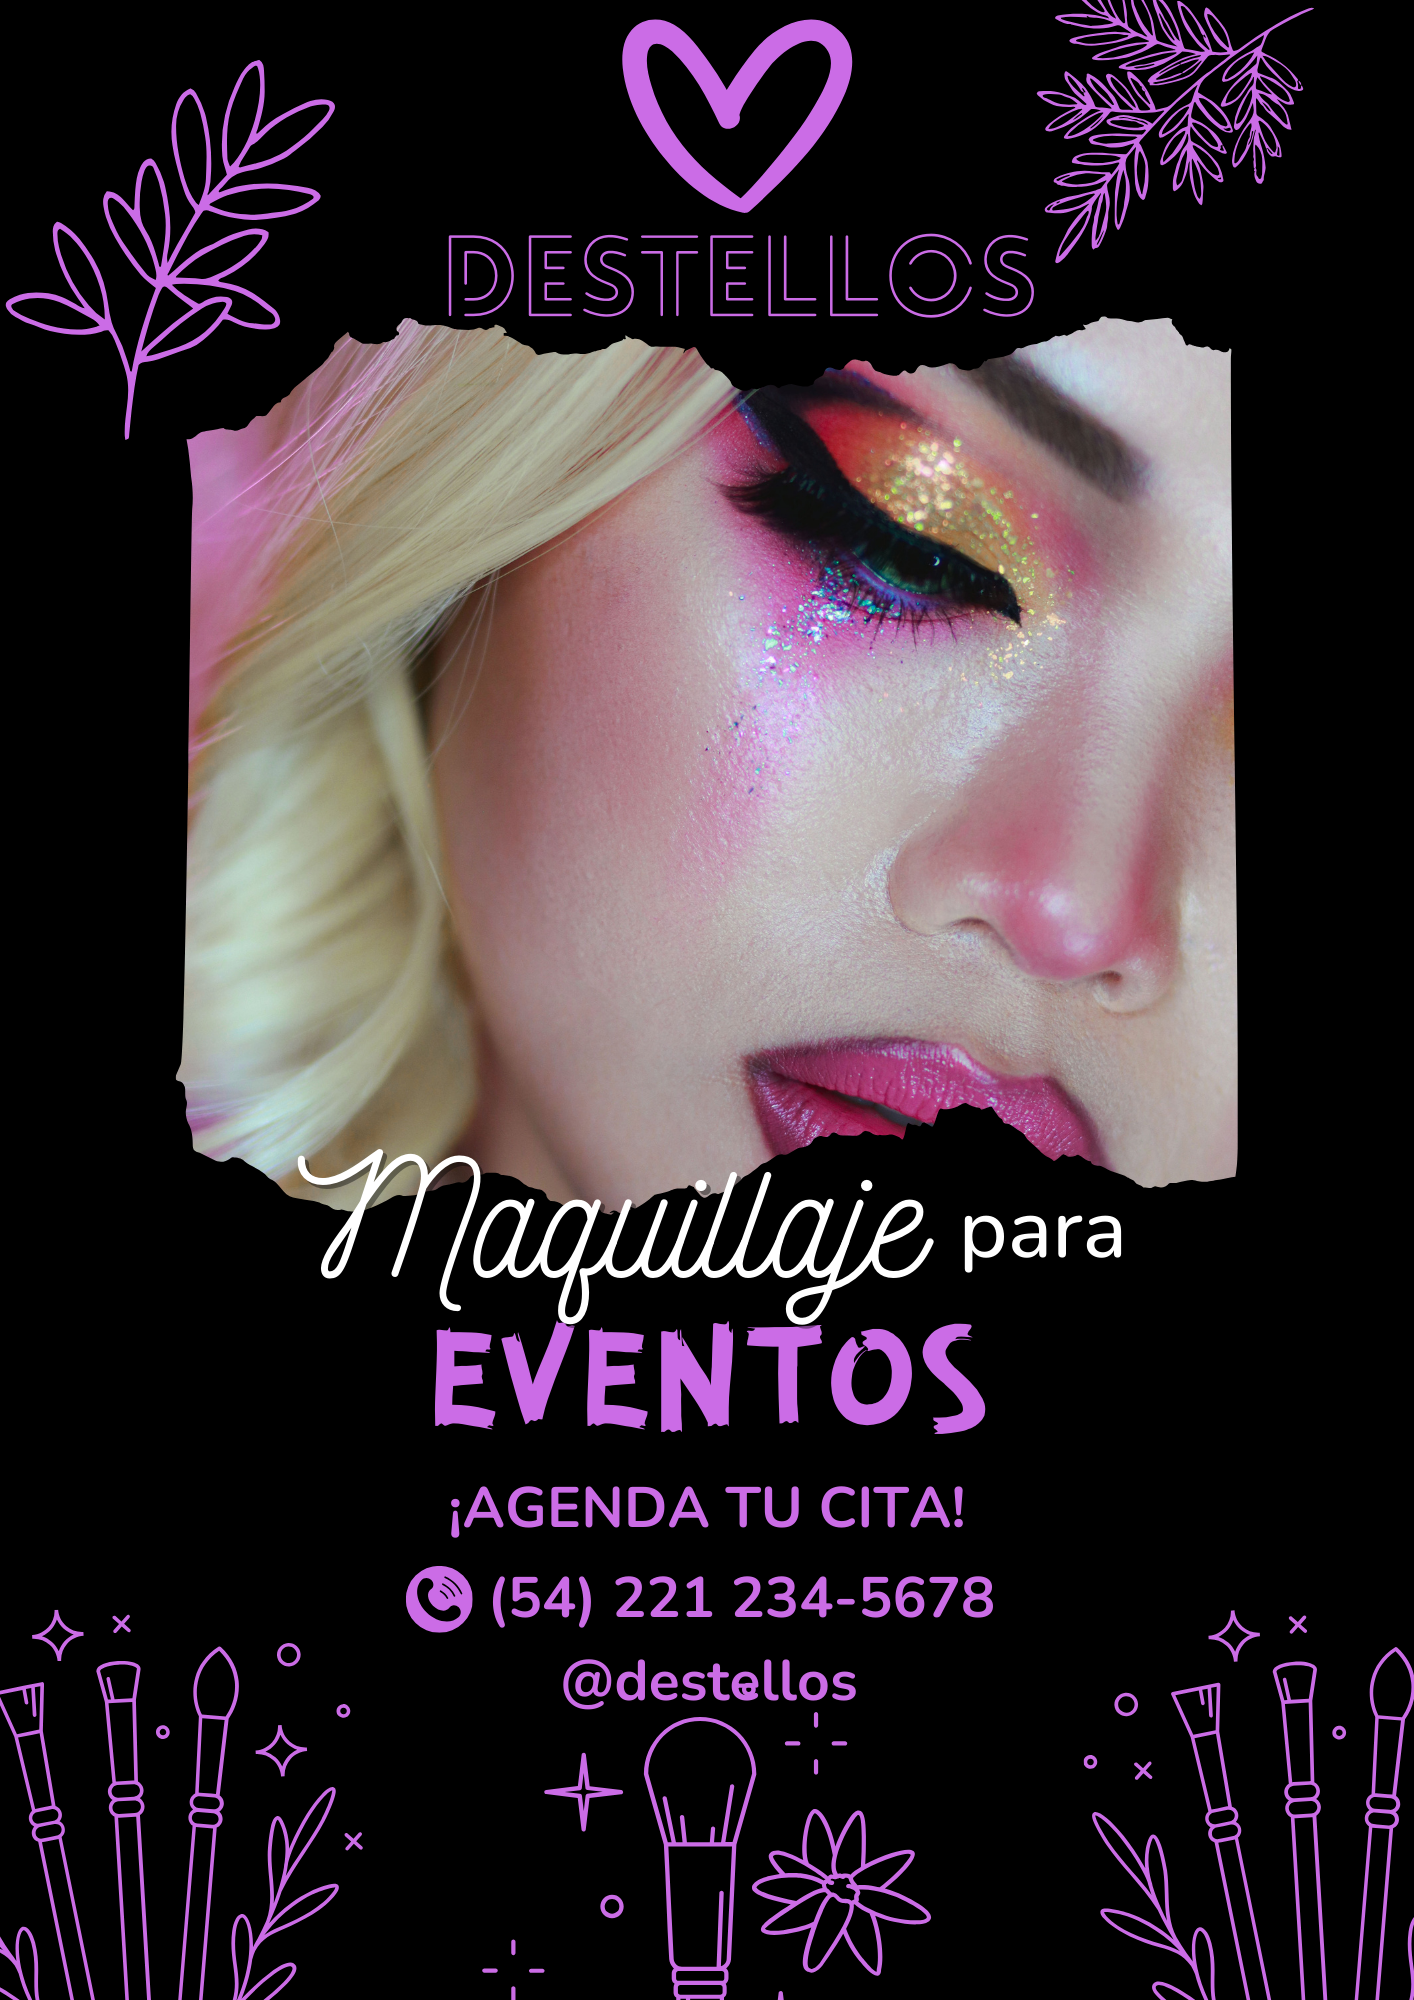 DESTELLOS
Maquillaje para
EVENTOS
¡AGENDA TU CITA!
(54) 221 234-5678
@destellos